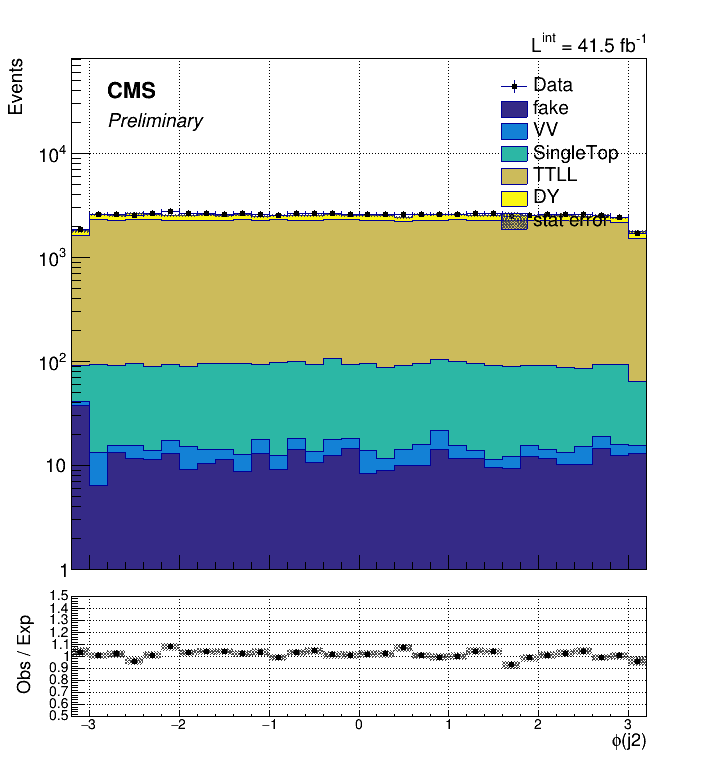 L^int = 41.5 fb^-1
Events
CMS
Preliminary
Data
fake
VV
SingleTop
TTLL
DY
stat error
10^4
10^3
10^2
10
1
Obs / Exp
1.5
1.4
1.3
1.2
1.1
1
0.9
0.8
0.7
0.6
0.5
−3 −2 −1 0 1 2 3
ϕ(j2)